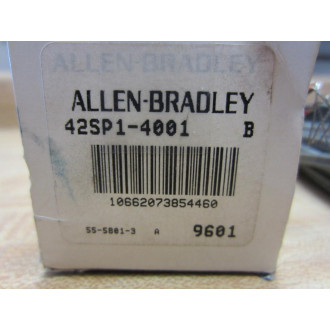 ALLEN-BRADLEY
ALLEN-BRADLEY
42SP1-4001 B
10662073854460
55-5801-3 A 9601